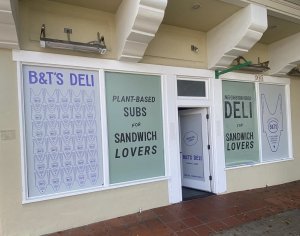 B&T'S DELI
PLANT-BASED
SUBS
FOR
SANDWICH
LOVERS
B&T'S
DELI
DELI
FOR
SANDWICH
LOVERS
B&T'S